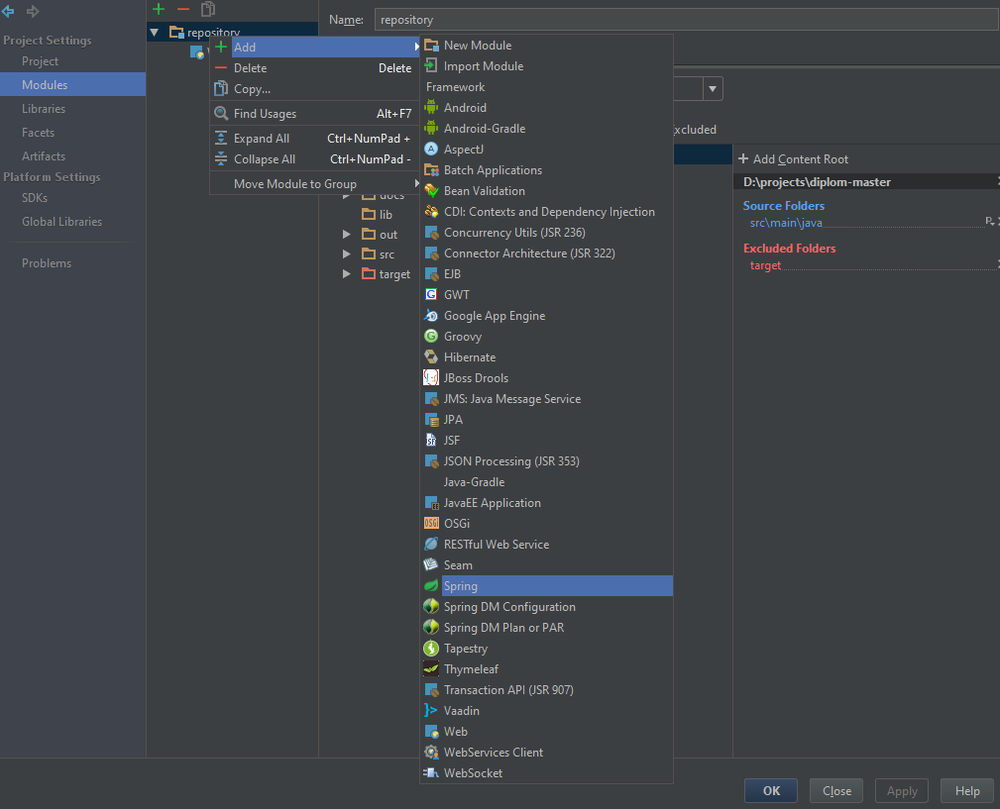 Name: repository
Project Settings
Project
Modules
Libraries
Facets
Artifacts
Platform Settings
SDKs
Global Libraries
Problems
repository
Add
Delete Delete
Copy...
Find Usages Alt+F7
Expand All Ctrl+NumPad +
Collapse All Ctrl+NumPad -
Move Module to Group
docs
lib
out
src
target
New Module
Import Module
Framework
Android
Android-Gradle
AspectJ
Batch Applications
Bean Validation
CDI: Contexts and Dependency Injection
Concurrency Utils (JSR 236)
Connector Architecture (JSR 322)
EJB
GWT
Google App Engine
Groovy
Hibernate
JBoss Drools
JMS: Java Message Service
JPA
JSF
JSON Processing (JSR 353)
Java-Gradle
JavaEE Application
OSGi
RESTful Web Service
Seam
Spring
Spring DM Configuration
Spring DM Plan or PAR
Tapestry
Thymeleaf
Transaction API (JSR 907)
Vaadin
Web
WebServices Client
WebSocket
xcluded
Add Content Root
D:\projects\diplom-master
Source Folders
src\main\java
Excluded Folders
target
OK
Close
Apply
Help